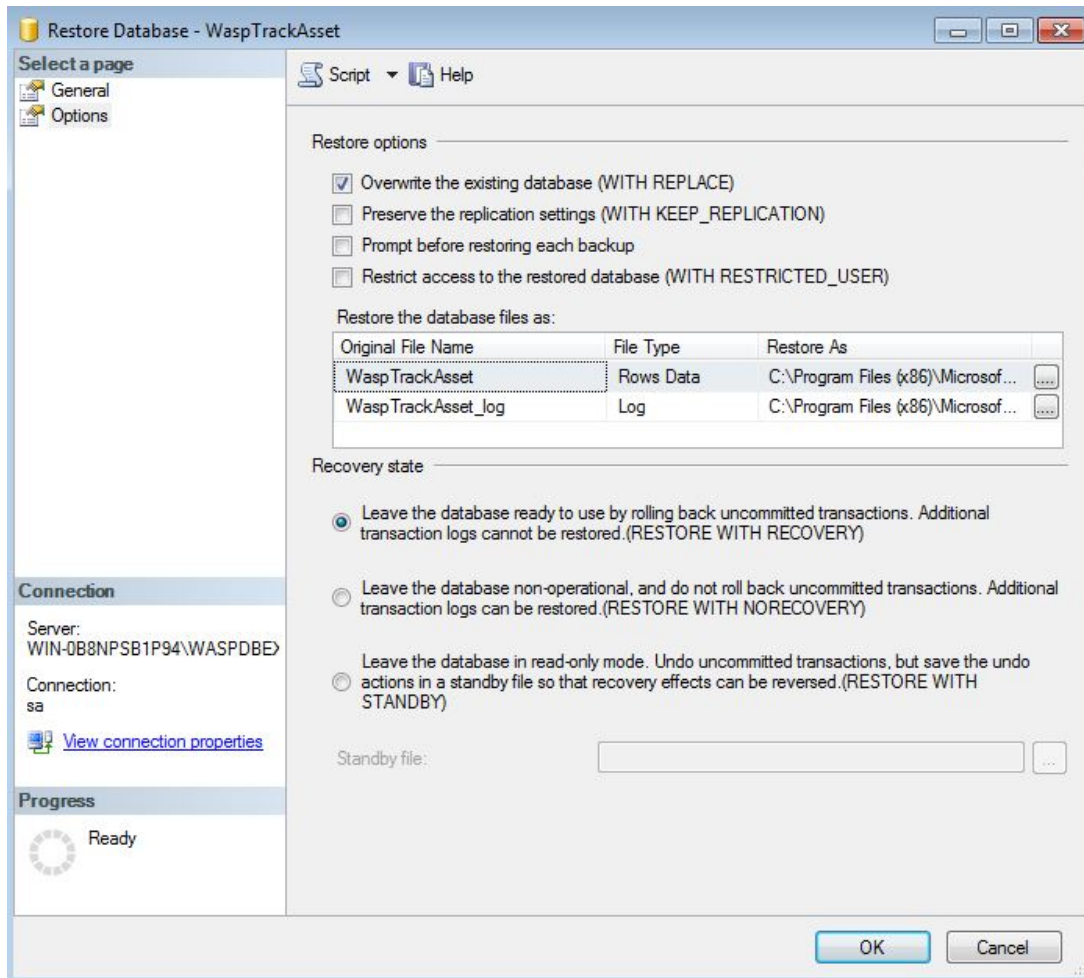 Restore Database - WaspTrackAsset
Select a page
General
Options
Script
Help
Restore options
Overwrite the existing database (WITH REPLACE)
Preserve the replication settings (WITH KEEP_REPLICATION)
Prompt before restoring each backup
Restrict access to the restored database (WITH RESTRICTED_USER)
Restore the database files as:
Original File Name File Type Restore As
WaspTrackAsset Rows Data C:\Program Files (x86)\Microsof... ....
WaspTrackAsset_log Log C:\Program Files (x86)\Microsof... ....
Recovery state
Leave the database ready to use by rolling back uncommitted transactions. Additional
transaction logs cannot be restored.(RESTORE WITH RECOVERY)
Leave the database non-operational, and do not roll back uncommitted transactions. Additional
transaction logs can be restored.(RESTORE WITH NORECOVERY)
Leave the database in read-only mode. Undo uncommitted transactions, but save the undo
actions in a standby file so that recovery effects can be reversed.(RESTORE WITH
STANDBY)
Standby file:
...
Connection
Server:
WIN-0B8NPSB1P94\WASPDBEX
Connection:
sa
View connection properties
Progress
Ready
OK
Cancel